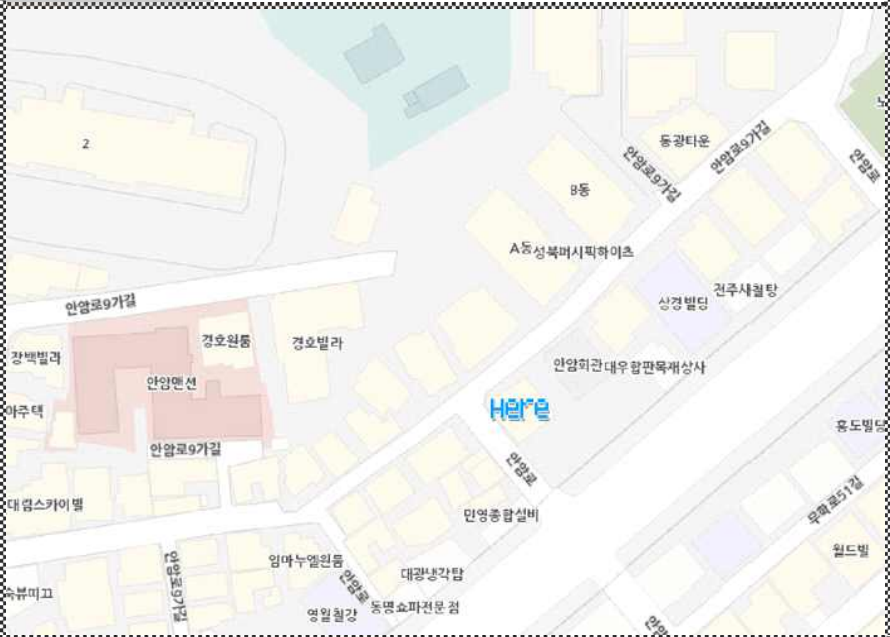 2
동광타운
안암로9가길
안암로9가길
안암로
B동
A동
성북퍼시픽하이츠
전주사철탕
상경빌딩
안암로9가길
경호원룸
경호빌라
장백빌라
안암맨션
안암회관
대우합판목재상사
아주택
Here
홍도빌딩
안암로9가길
안암로
대림스카이빌
민영종합설비
무학로51길
월드빌
임마누엘원룸
안암로9가길
안암로
대광냉각탑
동명쇼파전문점
영월철강